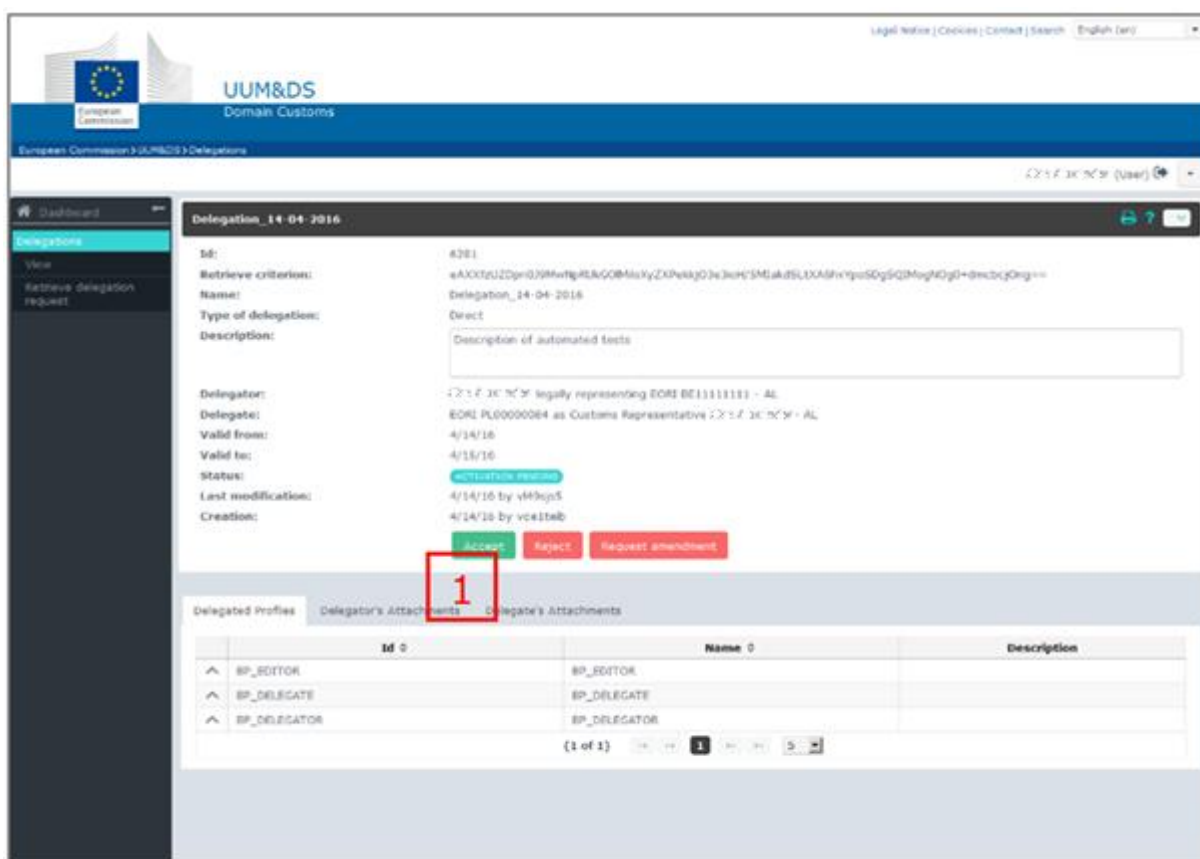 Legal Notice | Cookies | Contact | Search English (en)
UUM&DS
European Commission
Domain Customs
European Commission > UUM&DS > Delegations
(User)
Dashboard
Delegations
View
Retrieve delegation request
Delegation_14-04-2016
?
Id:
Retrieve criterion:
Name: Delegation_14-04-2016
Type of delegation: Direct
Description: Description of automated tests
Delegator: legally representing EORI BE11111111 - AL
Delegate: EORI as Customs Representative - AL
Valid from: 4/14/16
Valid to: 4/15/16
Status: ACTIVATION PENDING
Last modification: 4/14/16 by
Creation: 4/14/16 by
Accept Reject Request amendment
1
Delegated Profiles Delegator's Attachments Delegate's Attachments
Id Name Description
BP_EDITOR BP_EDITOR
BP_DELEGATE BP_DELEGATE
BP_DELEGATOR BP_DELEGATOR
(1 of 1) 1 5